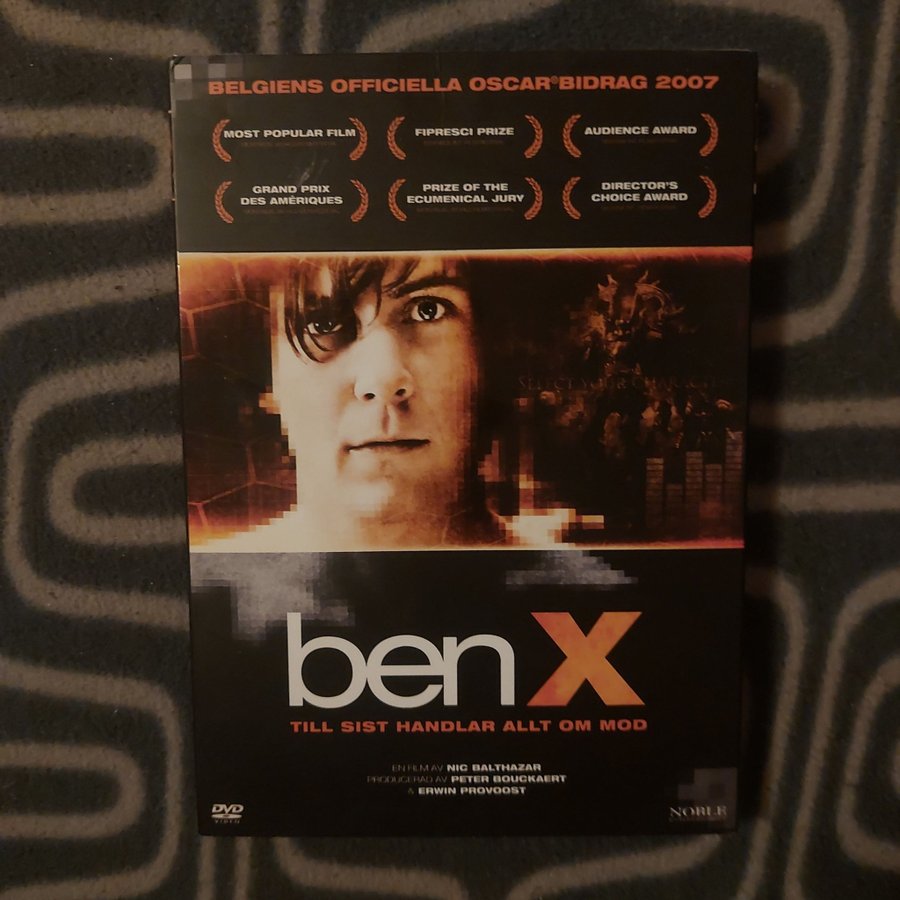 BELGIENS OFFICIELLA OSCAR® BIDRAG 2007
MOST POPULAR FILM
FIPRESCI PRIZE
AUDIENCE AWARD
GRAND PRIX
DES AMÉRIQUES
PRIZE OF THE
ECUMENICAL JURY
DIRECTOR'S
CHOICE AWARD
SELECT YOUR CHARACTER
ben X
TILL SIST HANDLAR ALLT OM MOD
EN FILM AV NIC BALTHAZAR
PRODUCERAD AV PETER BOUCKAERT
& ERWIN PROVOOST
DVD
VIDEO
NOBLE